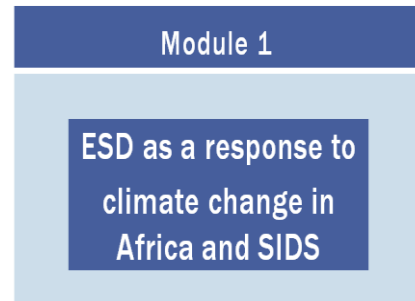 Module 1
ESD as a response to
climate change in
Africa and SIDS